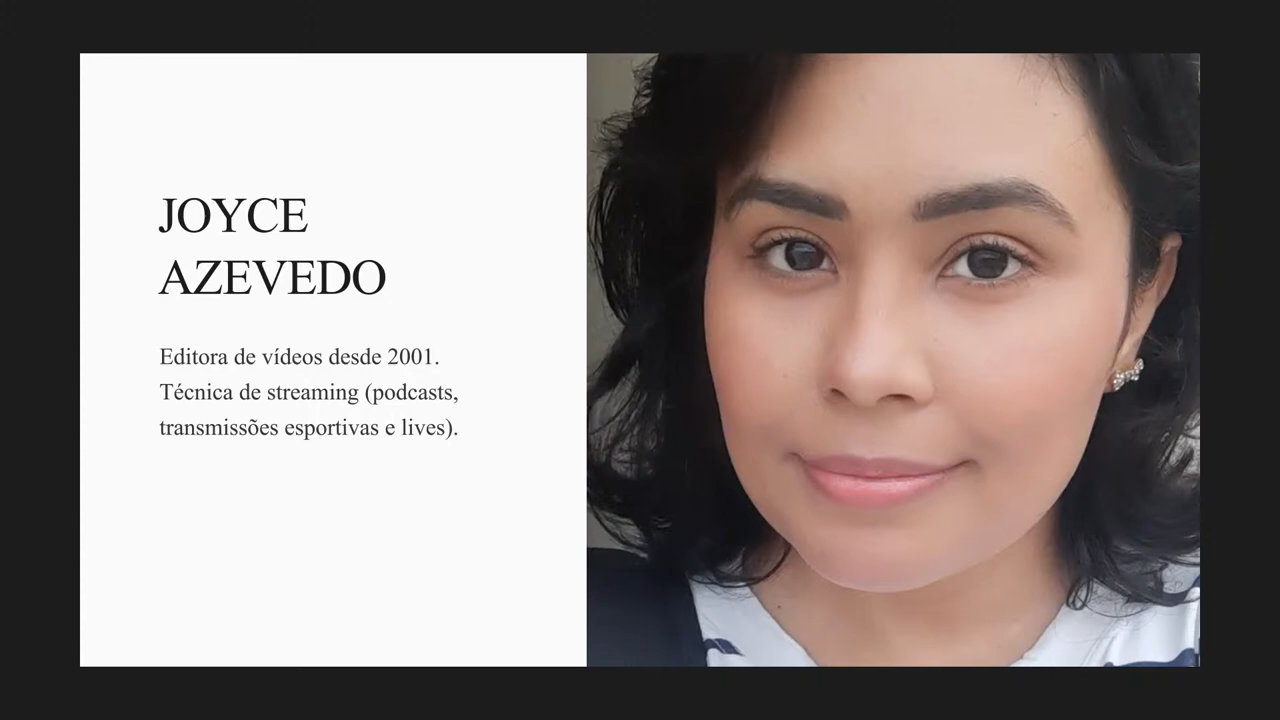 JOYCE
AZEVEDO
Editora de vídeos desde 2001.
Técnica de streaming (podcasts,
transmissões esportivas e lives).